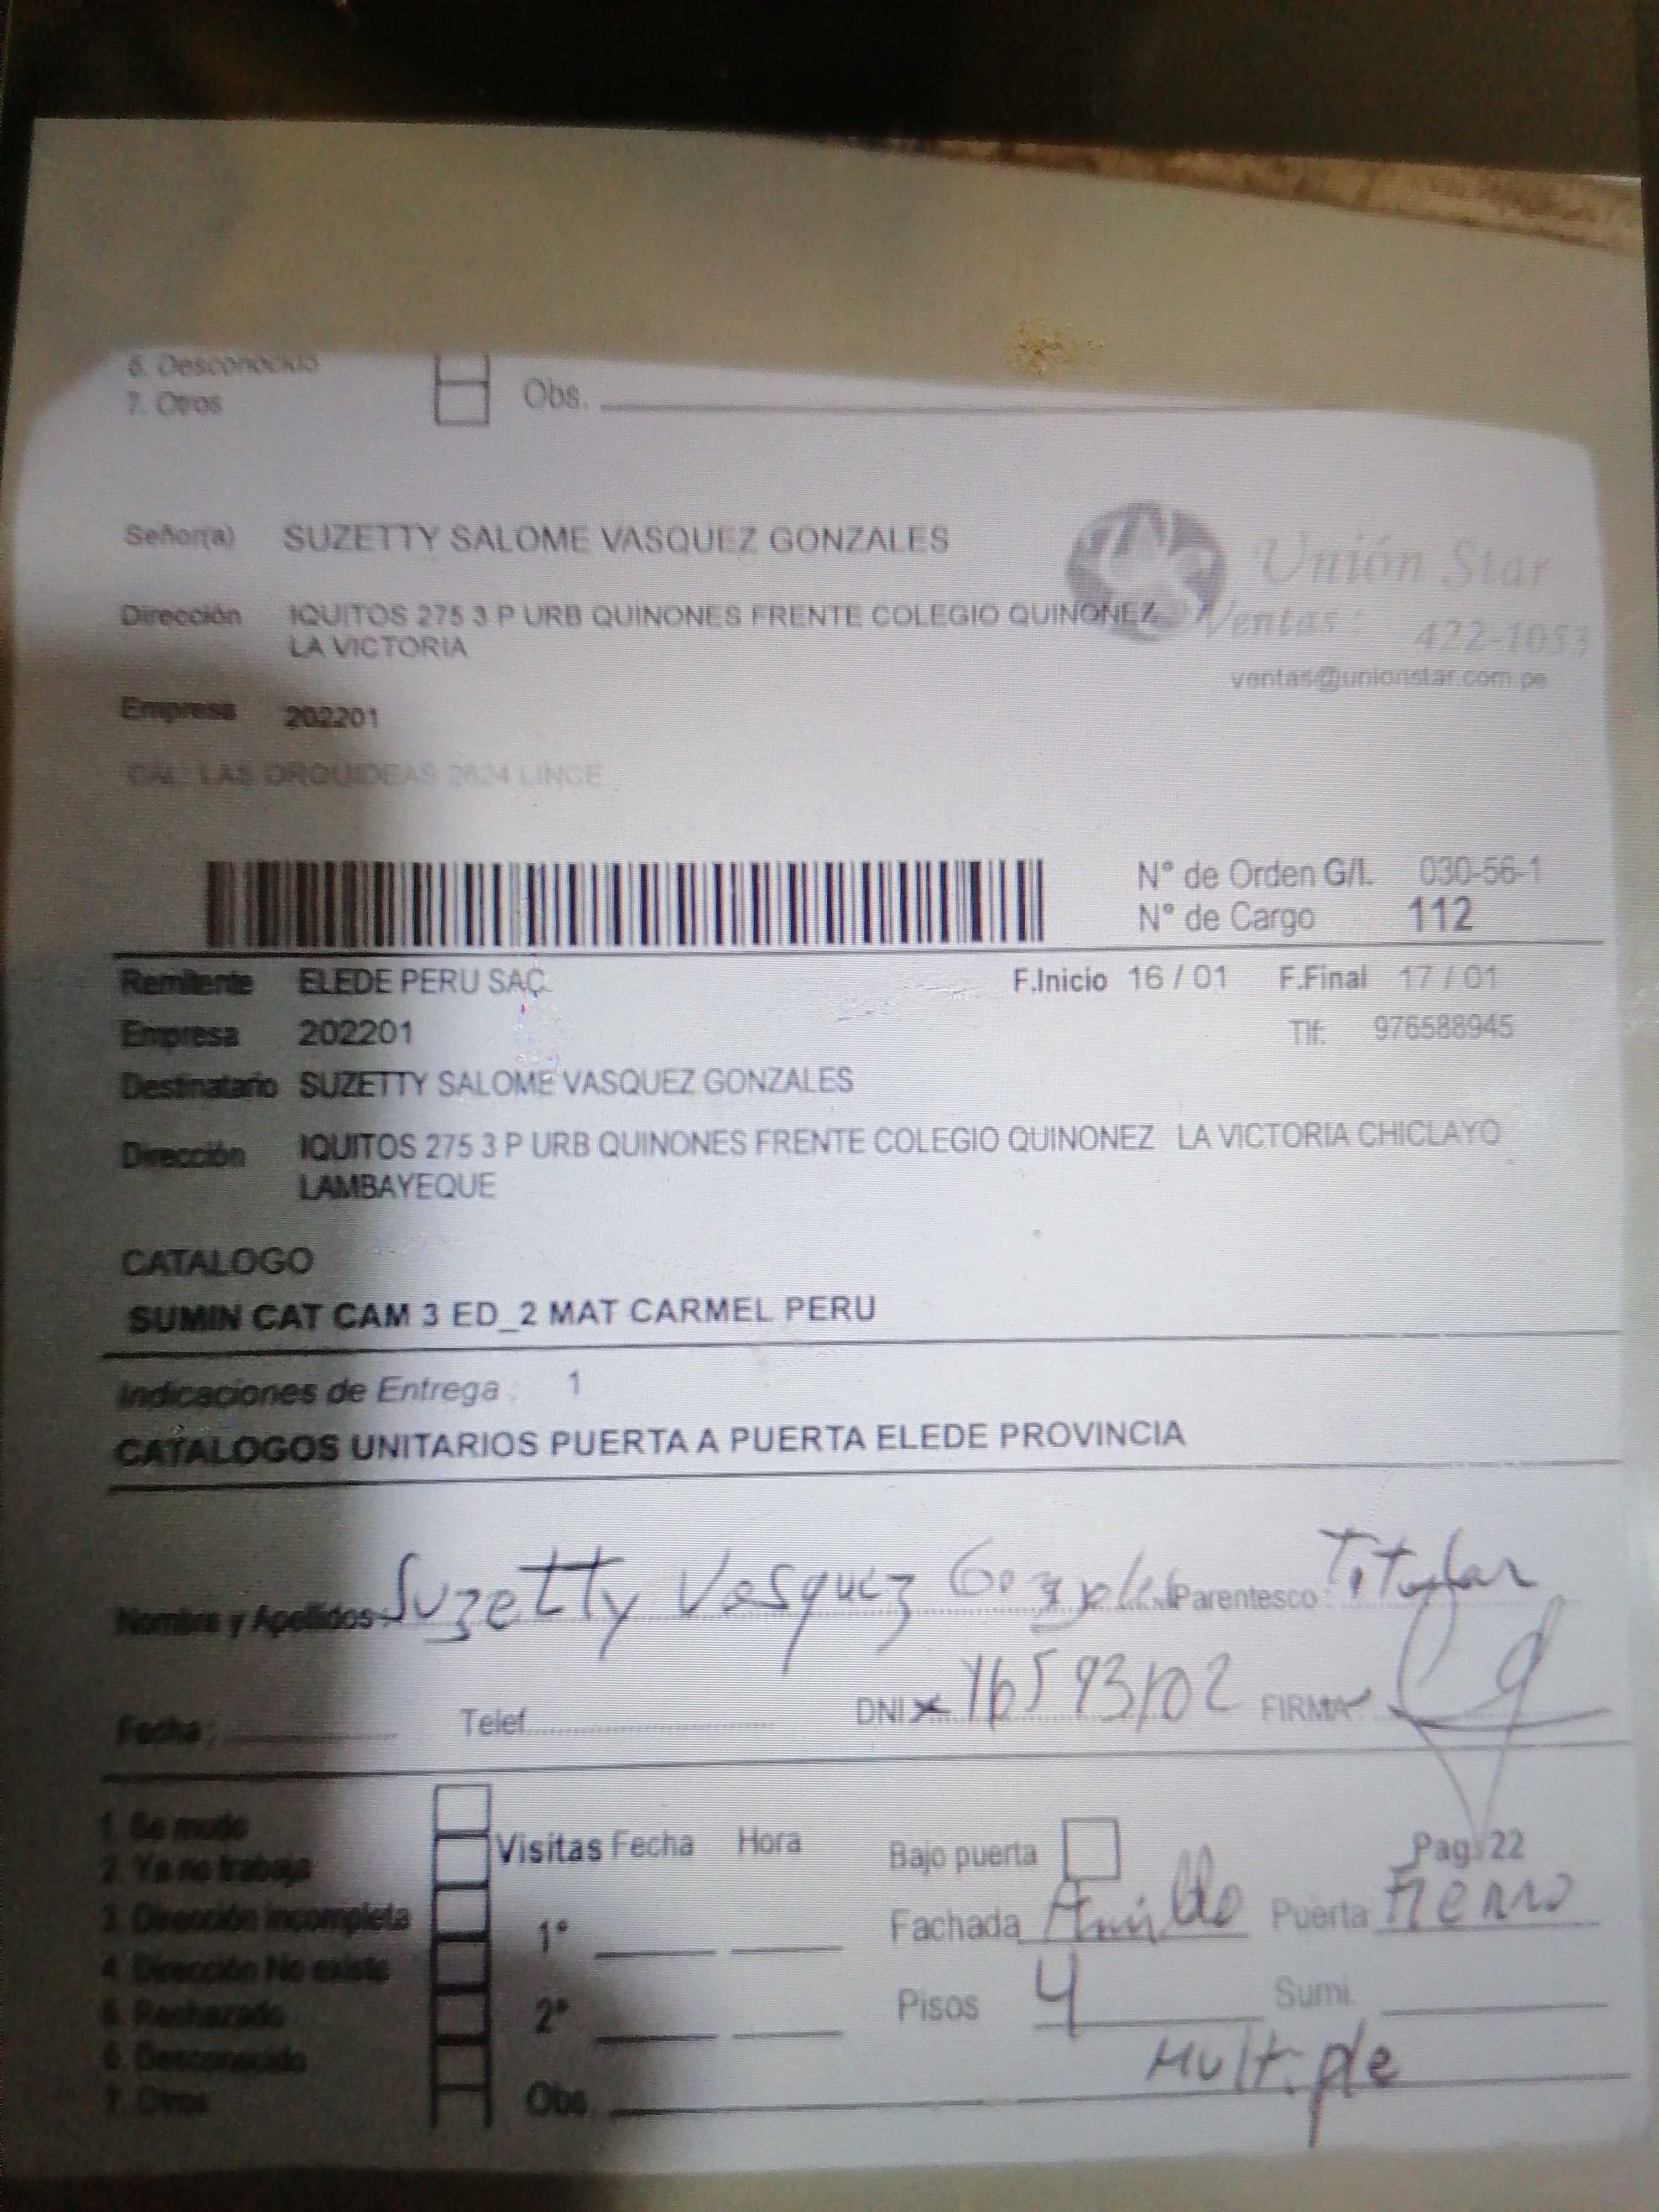 6. Desconocido
7. Otros Obs.
Señor(a) SUZETTY SALOME VASQUEZ GONZALES
Unión Star
Dirección IQUITOS 275 3 P URB QUINONES FRENTE COLEGIO QUINONEZ
LA VICTORIA
Ventas: 422-1053
ventas@unionstar.com.pe
Empresa 202201
CAL. LAS ORQUIDEAS 2624 LINCE
N° de Orden G/I. 030-56-1
N° de Cargo 112
Remitente ELEDE PERU SAC. F.Inicio 16 / 01 F.Final 17 / 01
Empresa 202201 Tlf: 976588945
Destinatario SUZETTY SALOME VASQUEZ GONZALES
Dirección IQUITOS 275 3 P URB QUINONES FRENTE COLEGIO QUINONEZ LA VICTORIA CHICLAYO
LAMBAYEQUE
CATALOGO
SUMIN CAT CAM 3 ED_2 MAT CARMEL PERU
Indicaciones de Entrega : 1
CATALOGOS UNITARIOS PUERTA A PUERTA ELEDE PROVINCIA
Nombre y Apellidos Suzetty Vasquez Gonzales Parentesco : Titular
Fecha : Telef. DNI 16593102 FIRMA
1. Se mudo
2. Ya no trabaja
3. Dirección incompleta
4. Dirección No existe
5. Rechazado
6. Desconocido
7. Otros
Visitas Fecha Hora
1°
2°
Obs.
Bajo puerta Pag. 22
Fachada Puerta Fierro
Pisos 4 Sumi.
Multiple